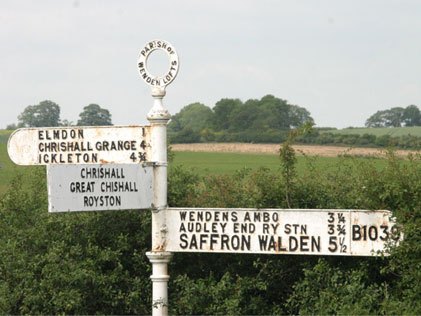 PARISH OF
WENDEN LOFTS
ELMDON
CHRISHALL GRANGE 4
ICKLETON 4¾
CHRISHALL
GREAT CHISHALL
ROYSTON
WENDENS AMBO 3¼
AUDLEY END RY STN 3¾
SAFFRON WALDEN 5½
B1039